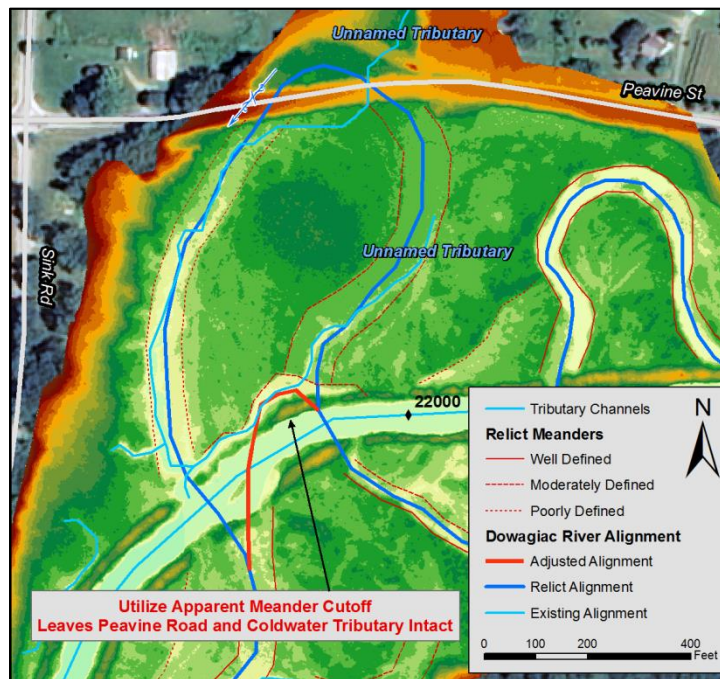 Unnamed Tributary
Peavine St
Sink Rd
Unnamed Tributary
22000
Utilize Apparent Meander Cutoff
Leaves Peavine Road and Coldwater Tributary Intact
Tributary Channels
Relict Meanders
Well Defined
Moderately Defined
Poorly Defined
Dowagiac River Alignment
Adjusted Alignment
Relict Alignment
Existing Alignment
N
0 100 200 400
Feet